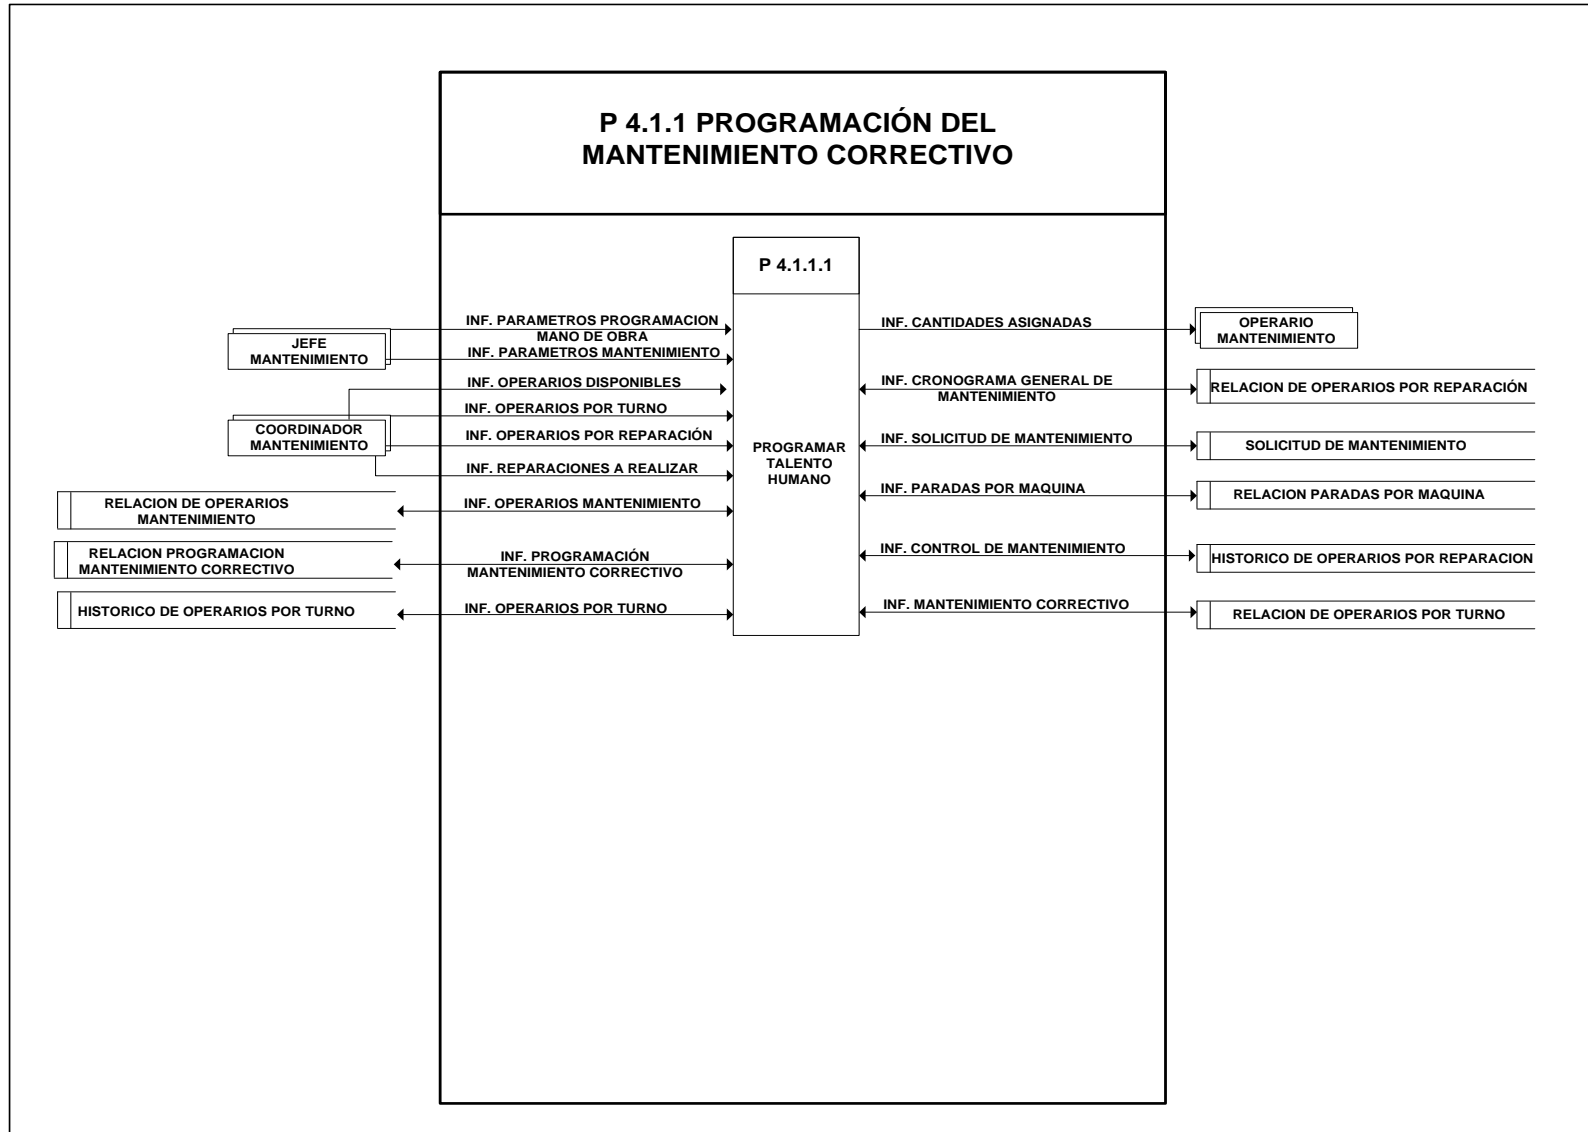 P 4.1.1 PROGRAMACIÓN DEL
MANTENIMIENTO CORRECTIVO
P 4.1.1.1
PROGRAMAR
TALENTO
HUMANO
JEFE
MANTENIMIENTO
INF. PARAMETROS PROGRAMACION
MANO DE OBRA
INF. PARAMETROS MANTENIMIENTO
COORDINADOR
MANTENIMIENTO
INF. OPERARIOS DISPONIBLES
INF. OPERARIOS POR TURNO
INF. OPERARIOS POR REPARACIÓN
INF. REPARACIONES A REALIZAR
RELACION DE OPERARIOS
MANTENIMIENTO
INF. OPERARIOS MANTENIMIENTO
RELACION PROGRAMACION
MANTENIMIENTO CORRECTIVO
INF. PROGRAMACIÓN
MANTENIMIENTO CORRECTIVO
HISTORICO DE OPERARIOS POR TURNO
INF. OPERARIOS POR TURNO
INF. CANTIDADES ASIGNADAS
OPERARIO
MANTENIMIENTO
INF. CRONOGRAMA GENERAL DE
MANTENIMIENTO
RELACION DE OPERARIOS POR REPARACIÓN
INF. SOLICITUD DE MANTENIMIENTO
SOLICITUD DE MANTENIMIENTO
INF. PARADAS POR MAQUINA
RELACION PARADAS POR MAQUINA
INF. CONTROL DE MANTENIMIENTO
HISTORICO DE OPERARIOS POR REPARACION
INF. MANTENIMIENTO CORRECTIVO
RELACION DE OPERARIOS POR TURNO